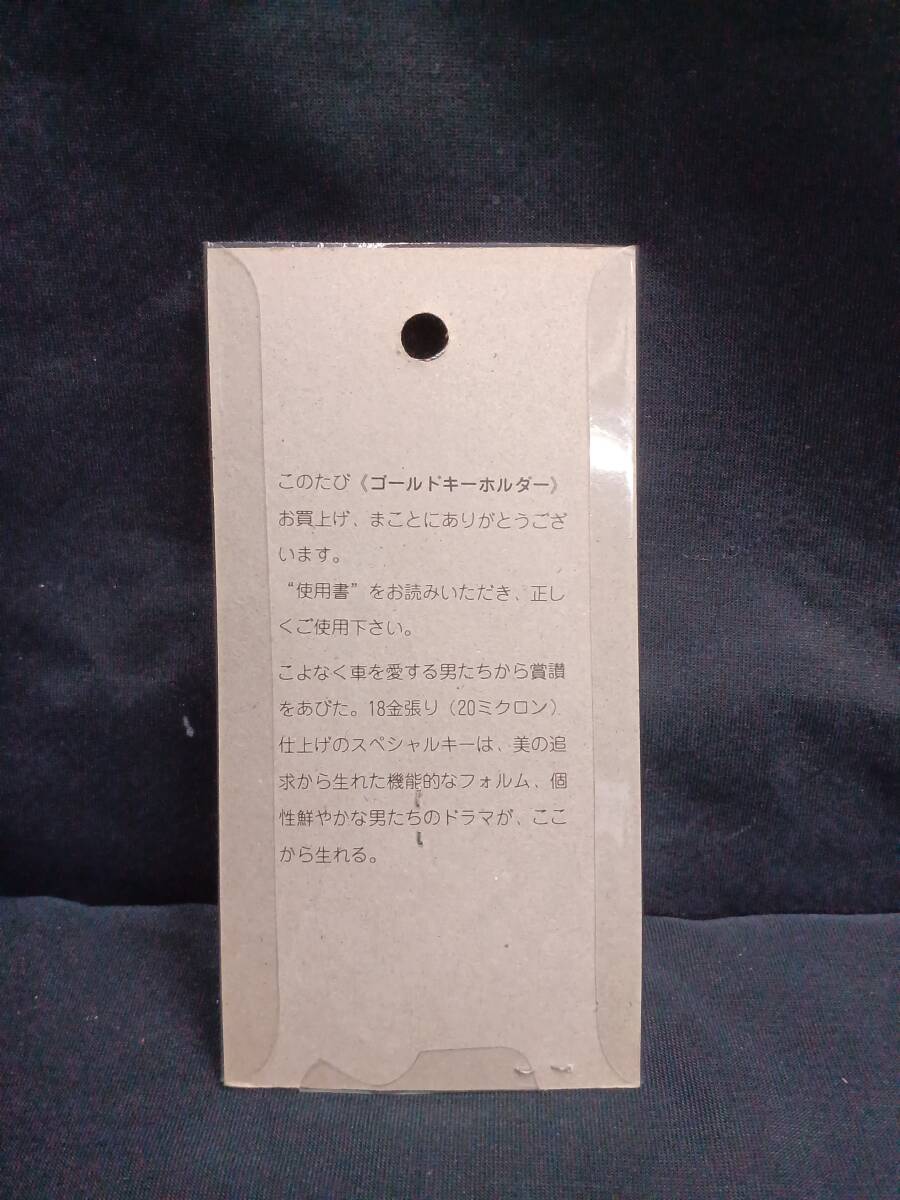 このたび《ゴールドキーホルダー》
お買上げ、まことにありがとうござ
います。
“使用書”をお読みいただき、正し
くご使用下さい。
こよなく車を愛する男たちから賞讃
をあびた。18金張り（20ミクロン）
仕上げのスペシャルキーは、美の追
求から生れた機能的なフォルム、個
性鮮やかな男たちのドラマが、ここ
から生れる。